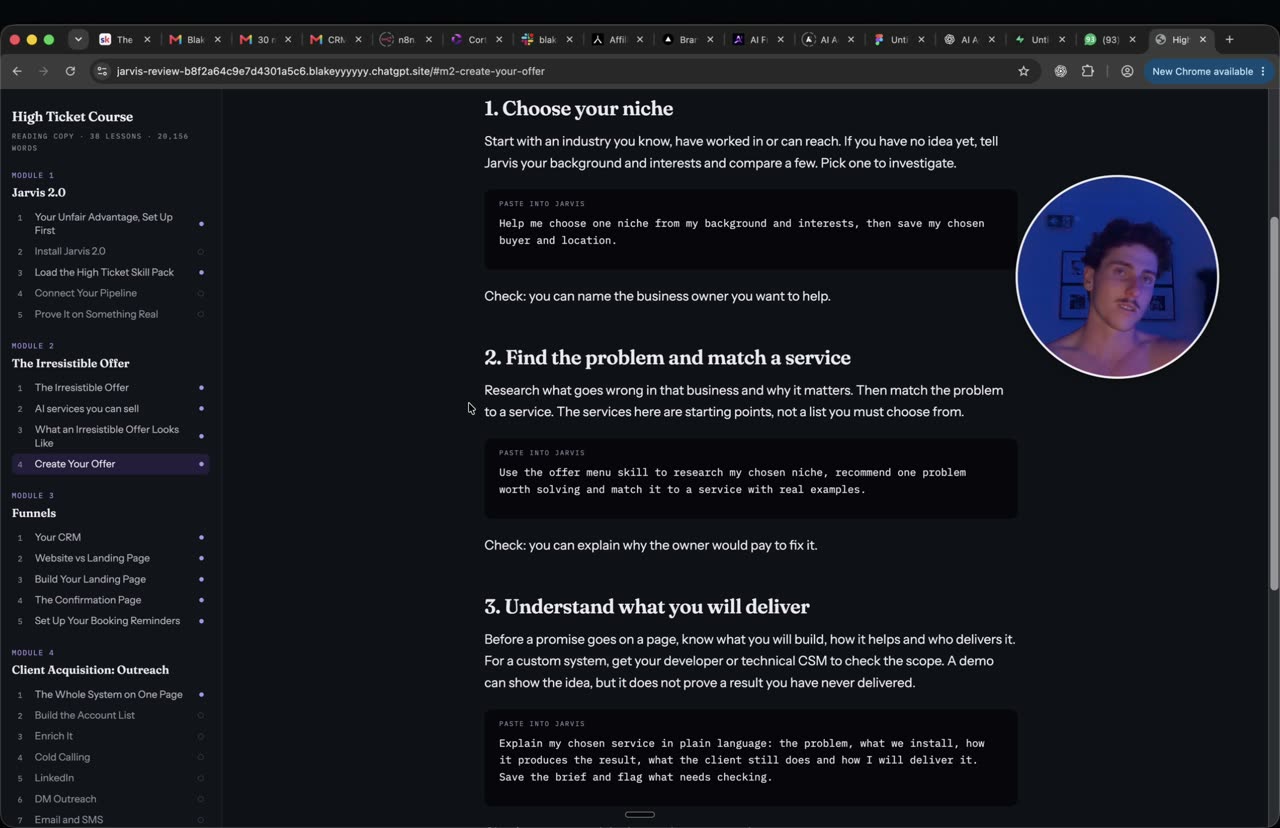 The
Blak
30 n
CRM
n8n.
Cort
blak
Affil
Bran
AI F
AI A
Unti
AI A
Unti
(93)
High
jarvis-review-b8f2a64c9e7d4301a5c6.blakeyyyyyy.chatgpt.site/#m2-create-your-offer
New Chrome available
High Ticket Course
READING COPY · 38 LESSONS · 20,156
WORDS
MODULE 1
Jarvis 2.0
1 Your Unfair Advantage, Set Up
First
2 Install Jarvis 2.0
3 Load the High Ticket Skill Pack
4 Connect Your Pipeline
5 Prove It on Something Real
MODULE 2
The Irresistible Offer
1 The Irresistible Offer
2 AI services you can sell
3 What an Irresistible Offer Looks
Like
4 Create Your Offer
MODULE 3
Funnels
1 Your CRM
2 Website vs Landing Page
3 Build Your Landing Page
4 The Confirmation Page
5 Set Up Your Booking Reminders
MODULE 4
Client Acquisition: Outreach
1 The Whole System on One Page
2 Build the Account List
3 Enrich It
4 Cold Calling
5 LinkedIn
6 DM Outreach
7 Email and SMS
1. Choose your niche
Start with an industry you know, have worked in or can reach. If you have no idea yet, tell
Jarvis your background and interests and compare a few. Pick one to investigate.
PASTE INTO JARVIS
Help me choose one niche from my background and interests, then save my chosen
buyer and location.
Check: you can name the business owner you want to help.
2. Find the problem and match a service
Research what goes wrong in that business and why it matters. Then match the problem
to a service. The services here are starting points, not a list you must choose from.
PASTE INTO JARVIS
Use the offer menu skill to research my chosen niche, recommend one problem
worth solving and match it to a service with real examples.
Check: you can explain why the owner would pay to fix it.
3. Understand what you will deliver
Before a promise goes on a page, know what you will build, how it helps and who delivers it.
For a custom system, get your developer or technical CSM to check the scope. A demo
can show the idea, but it does not prove a result you have never delivered.
PASTE INTO JARVIS
Explain my chosen service in plain language: the problem, what we install, how
it produces the result, what the client still does and how I will deliver it.
Save the brief and flag what needs checking.